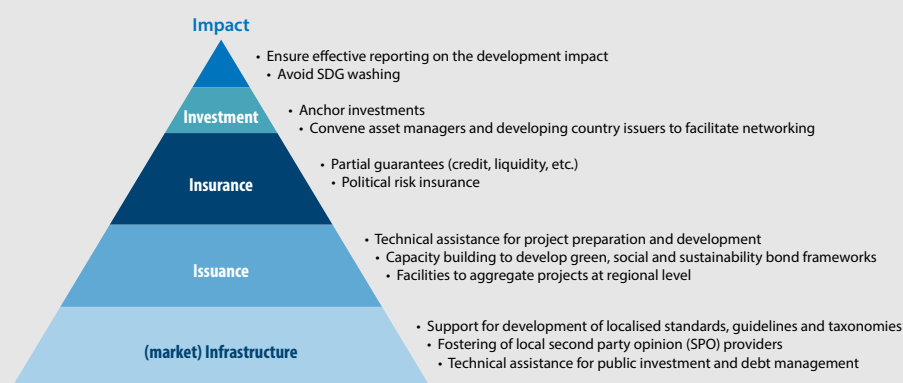 Impact
• Ensure effective reporting on the development impact
• Avoid SDG washing
Investment
• Anchor investments
• Convene asset managers and developing country issuers to facilitate networking
Insurance
• Partial guarantees (credit, liquidity, etc.)
• Political risk insurance
Issuance
• Technical assistance for project preparation and development
• Capacity building to develop green, social and sustainability bond frameworks
• Facilities to aggregate projects at regional level
(market) Infrastructure
• Support for development of localised standards, guidelines and taxonomies
• Fostering of local second party opinion (SPO) providers
• Technical assistance for public investment and debt management